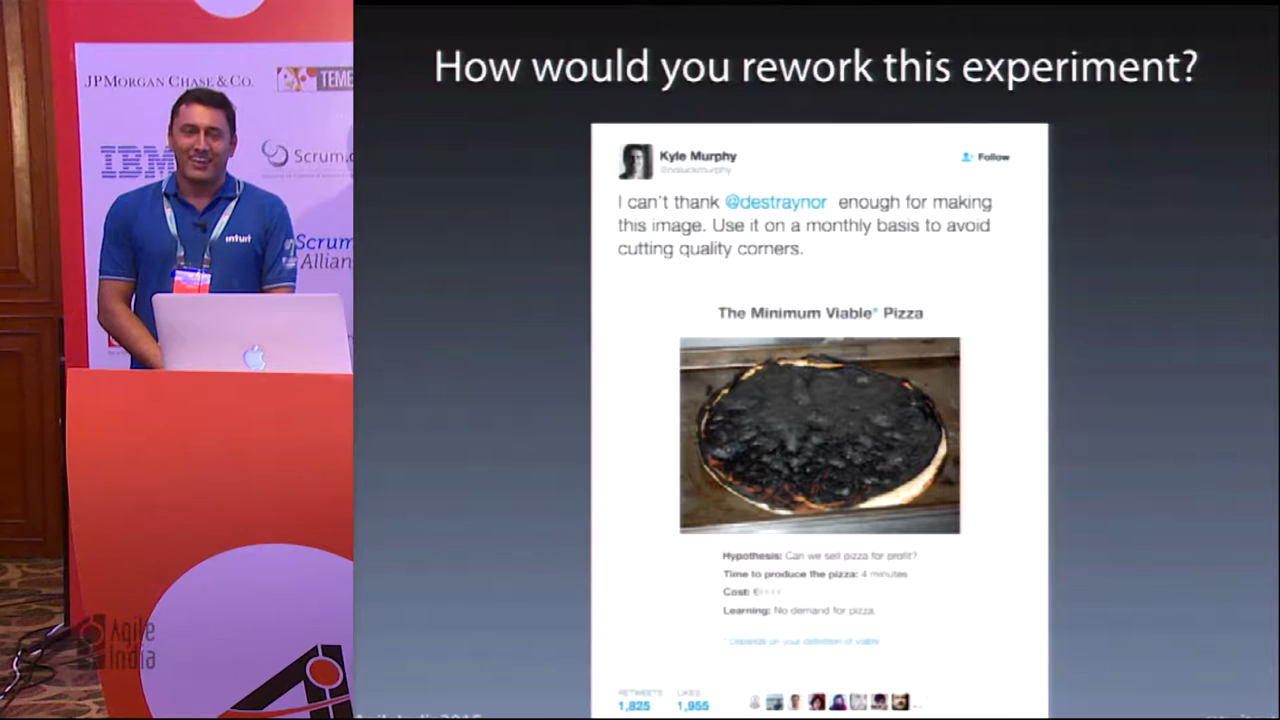 How would you rework this experiment?
JPMORGAN CHASE & CO.
TEME
IBM
Scrum.
Scrum
Allian
intuit
Kyle Murphy
@noluckmurphy
Follow
I can't thank @destraynor enough for making
this image. Use it on a monthly basis to avoid
cutting quality corners.
The Minimum Viable* Pizza
Hypothesis: Can we sell pizza for profit?
Time to produce the pizza: 4 minutes
Cost:
Learning: No demand for pizza.
* Depends on your definition of viable
RETWEETS
LIKES
1,825
1,955
Agile
India